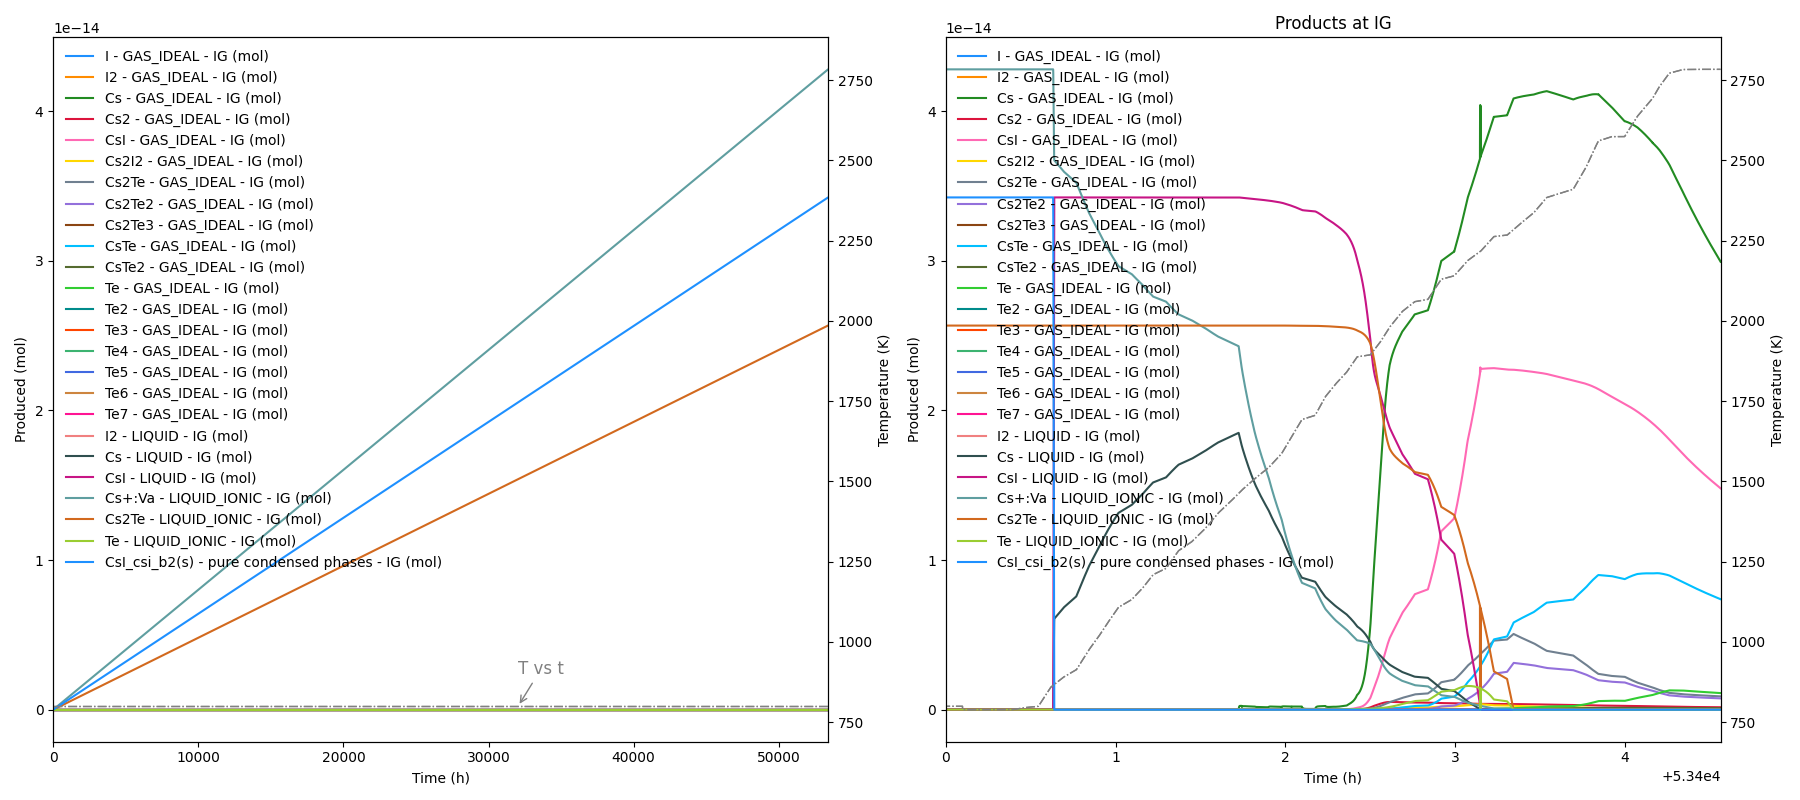 1e−14
I - GAS_IDEAL - IG (mol)
I2 - GAS_IDEAL - IG (mol)
Cs - GAS_IDEAL - IG (mol)
Cs2 - GAS_IDEAL - IG (mol)
CsI - GAS_IDEAL - IG (mol)
Cs2I2 - GAS_IDEAL - IG (mol)
Cs2Te - GAS_IDEAL - IG (mol)
Cs2Te2 - GAS_IDEAL - IG (mol)
Cs2Te3 - GAS_IDEAL - IG (mol)
CsTe - GAS_IDEAL - IG (mol)
CsTe2 - GAS_IDEAL - IG (mol)
Te - GAS_IDEAL - IG (mol)
Te2 - GAS_IDEAL - IG (mol)
Te3 - GAS_IDEAL - IG (mol)
Te4 - GAS_IDEAL - IG (mol)
Te5 - GAS_IDEAL - IG (mol)
Te6 - GAS_IDEAL - IG (mol)
Te7 - GAS_IDEAL - IG (mol)
I2 - LIQUID - IG (mol)
Cs - LIQUID - IG (mol)
CsI - LIQUID - IG (mol)
Cs+:Va - LIQUID_IONIC - IG (mol)
Cs2Te - LIQUID_IONIC - IG (mol)
Te - LIQUID_IONIC - IG (mol)
CsI_csi_b2(s) - pure condensed phases - IG (mol)
T vs t
4
3
2
1
0
Produced (mol)
0
10000
20000
30000
40000
50000
Time (h)
2750
2500
2250
2000
1750
1500
1250
1000
750
Temperature (K)
Products at IG
1e−14
I - GAS_IDEAL - IG (mol)
I2 - GAS_IDEAL - IG (mol)
Cs - GAS_IDEAL - IG (mol)
Cs2 - GAS_IDEAL - IG (mol)
CsI - GAS_IDEAL - IG (mol)
Cs2I2 - GAS_IDEAL - IG (mol)
Cs2Te - GAS_IDEAL - IG (mol)
Cs2Te2 - GAS_IDEAL - IG (mol)
Cs2Te3 - GAS_IDEAL - IG (mol)
CsTe - GAS_IDEAL - IG (mol)
CsTe2 - GAS_IDEAL - IG (mol)
Te - GAS_IDEAL - IG (mol)
Te2 - GAS_IDEAL - IG (mol)
Te3 - GAS_IDEAL - IG (mol)
Te4 - GAS_IDEAL - IG (mol)
Te5 - GAS_IDEAL - IG (mol)
Te6 - GAS_IDEAL - IG (mol)
Te7 - GAS_IDEAL - IG (mol)
I2 - LIQUID - IG (mol)
Cs - LIQUID - IG (mol)
CsI - LIQUID - IG (mol)
Cs+:Va - LIQUID_IONIC - IG (mol)
Cs2Te - LIQUID_IONIC - IG (mol)
Te - LIQUID_IONIC - IG (mol)
CsI_csi_b2(s) - pure condensed phases - IG (mol)
4
3
2
1
0
Produced (mol)
0
1
2
3
4
Time (h)
+5.34e4
2750
2500
2250
2000
1750
1500
1250
1000
750
Temperature (K)